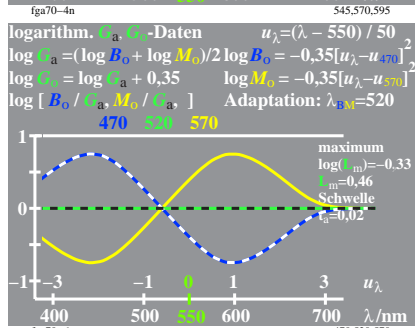 fga70-4n 545,570,595
logarithm. Ga, Go-Daten uλ=(λ – 550) / 50
log Ga =(log Bo + log Mo)/2 log Bo = –0,35[uλ–u470]²
log Go = log Ga + 0,35 log Mo = –0,35[uλ–u570]²
log [ Bo / Ga, Mo / Ga, ] Adaptation: λBM=520
470 520 570
1
maximum
log(Lm)=–0.33
Lm=0,46
Schwelle
0
ta=0,02
–1 –3 –1 0 1 3 uλ
400 500 550 600 700 λ/nm